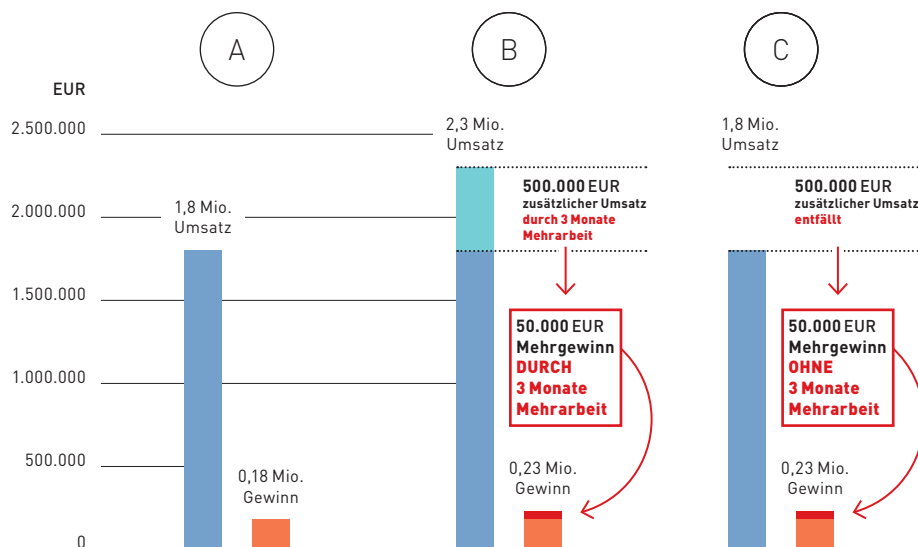 A
B
C
EUR
2.500.000
2.000.000
1.500.000
1.000.000
500.000
0
1,8 Mio.
Umsatz
0,18 Mio.
Gewinn
2,3 Mio.
Umsatz
500.000 EUR
zusätzlicher Umsatz
durch 3 Monate
Mehrarbeit
50.000 EUR
Mehrgewinn
DURCH
3 Monate
Mehrarbeit
0,23 Mio.
Gewinn
1,8 Mio.
Umsatz
500.000 EUR
zusätzlicher Umsatz
entfällt
50.000 EUR
Mehrgewinn
OHNE
3 Monate
Mehrarbeit
0,23 Mio.
Gewinn